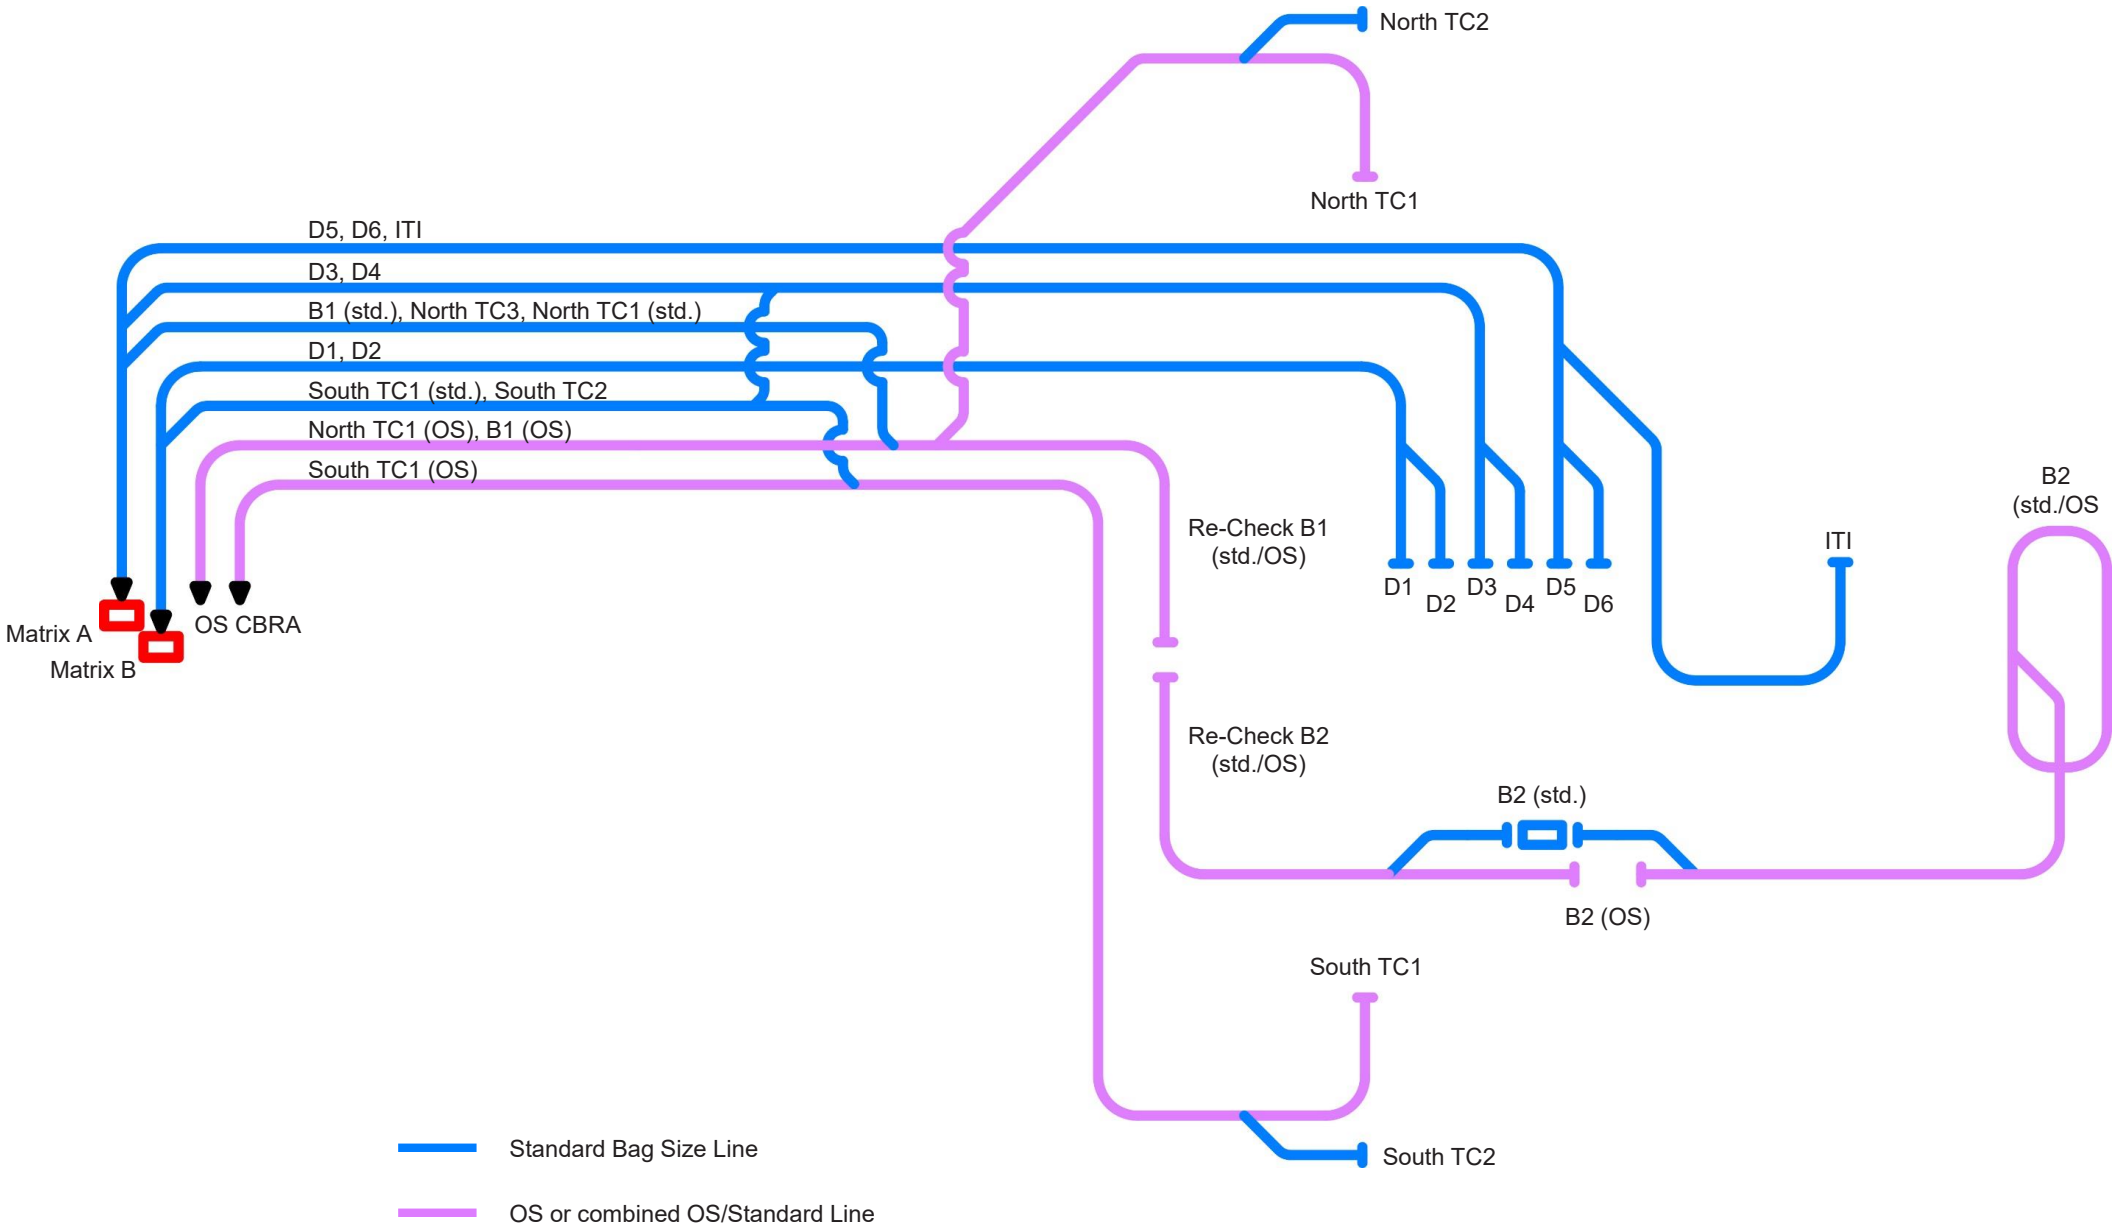 North TC2
North TC1
D5, D6, ITI
D3, D4
B1 (std.), North TC3, North TC1 (std.)
D1, D2
South TC1 (std.), South TC2
North TC1 (OS), B1 (OS)
South TC1 (OS)
B2
(std./OS
Re-Check B1
(std./OS)
ITI
D1
D2
D3
D4
D5
D6
OS CBRA
Matrix A
Matrix B
Re-Check B2
(std./OS)
B2 (std.)
B2 (OS)
South TC1
Standard Bag Size Line
South TC2
OS or combined OS/Standard Line